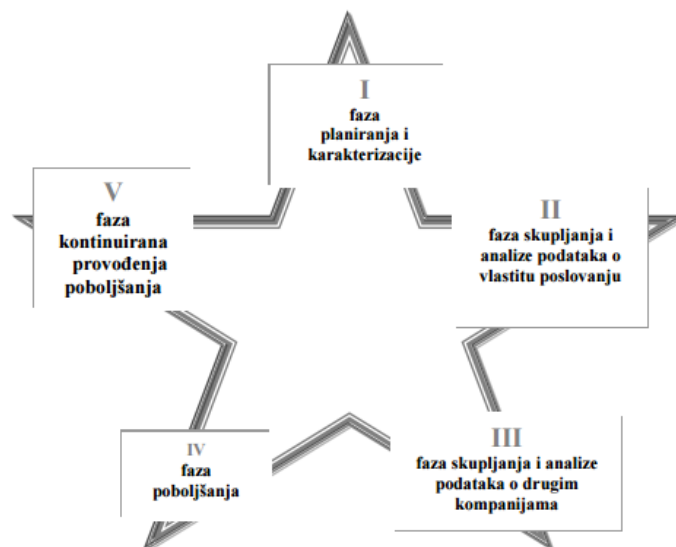 I
faza
planiranja i
karakterizacije
II
faza skupljanja i
analize podataka o
vlastitu poslovanju
III
faza skupljanja i analize
podataka o drugim
kompanijama
IV
faza
poboljšanja
V
faza
kontinuirana
provođenja
poboljšanja